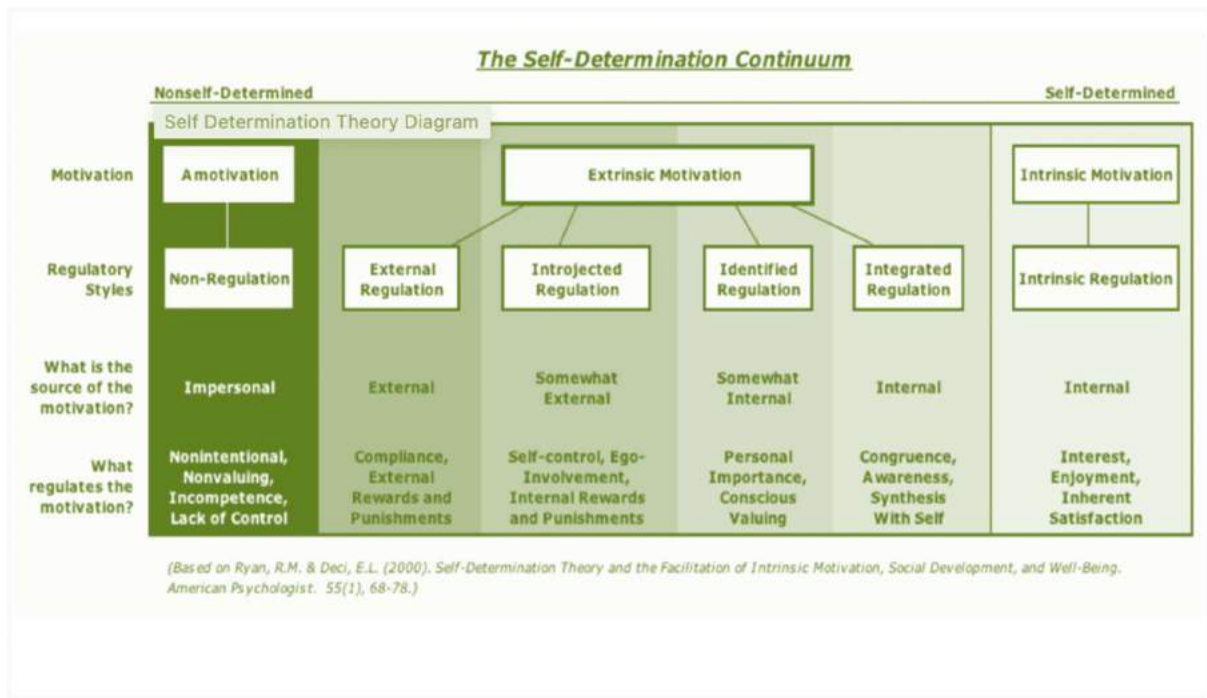 The Self-Determination Continuum
Nonself-Determined
Self-Determined
Self Determination Theory Diagram
Motivation
Amotivation
Extrinsic Motivation
Intrinsic Motivation
Regulatory
Styles
Non-Regulation
External
Regulation
Introjected
Regulation
Identified
Regulation
Integrated
Regulation
Intrinsic Regulation
What is the
source of the
motivation?
Impersonal
External
Somewhat
External
Somewhat
Internal
Internal
Internal
What
regulates the
motivation?
Nonintentional,
Nonvaluing,
Incompetence,
Lack of Control
Compliance,
External
Rewards and
Punishments
Self-control, Ego-
Involvement,
Internal Rewards
and Punishments
Personal
Importance,
Conscious
Valuing
Congruence,
Awareness,
Synthesis
With Self
Interest,
Enjoyment,
Inherent
Satisfaction
(Based on Ryan, R.M. & Deci, E.L. (2000). Self-Determination Theory and the Facilitation of Intrinsic Motivation, Social Development, and Well-Being.
American Psychologist. 55(1), 68-78.)